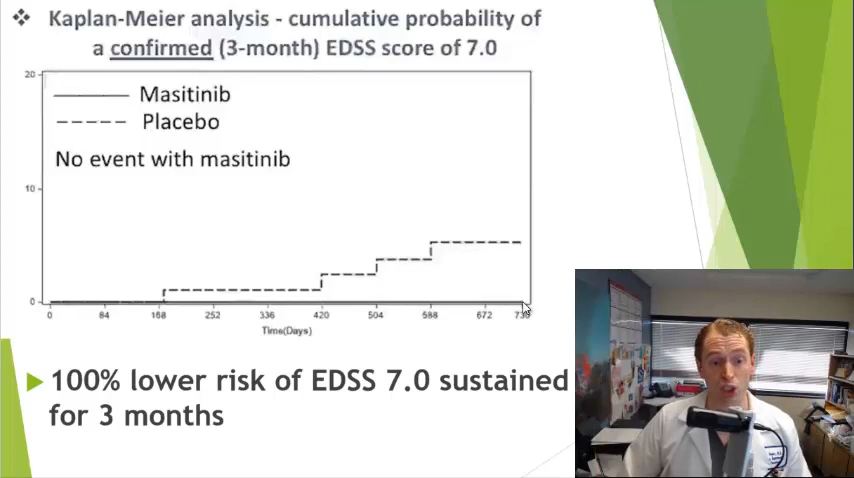 Kaplan-Meier analysis - cumulative probability of
a confirmed (3-month) EDSS score of 7.0
20
Masitinib
Placebo
No event with masitinib
10
0
0 84 168 252 336 420 504 588 672
Time(Days)
100% lower risk of EDSS 7.0 sustained
for 3 months